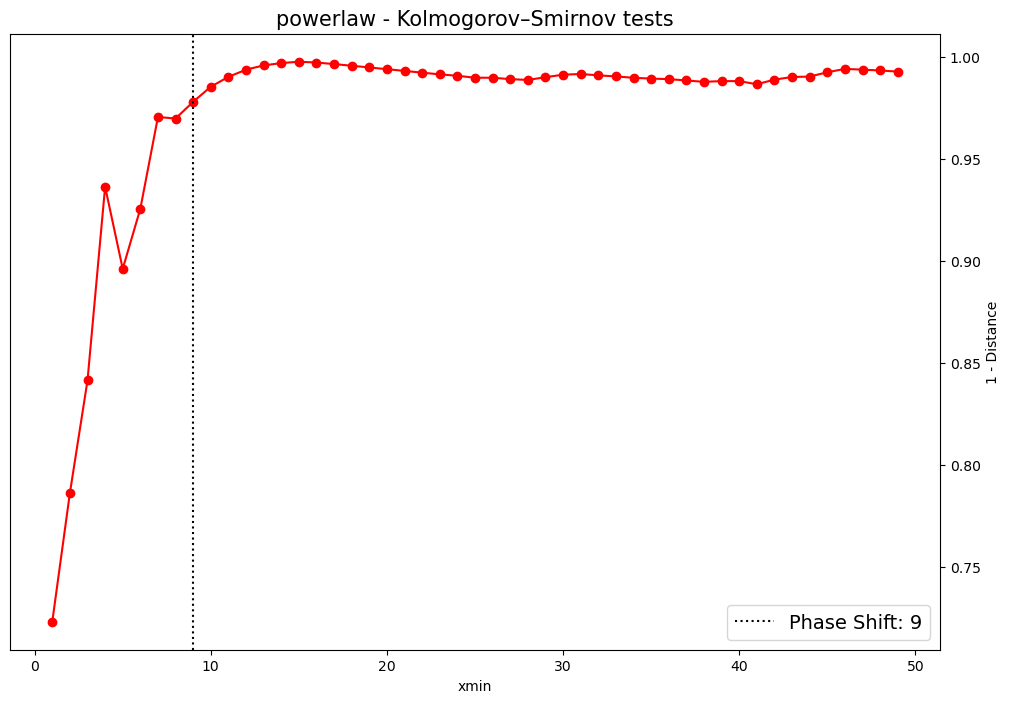 powerlaw - Kolmogorov–Smirnov tests
1.00
0.95
0.90
0.85
0.80
0.75
1 - Distance
Phase Shift: 9
0 10 20 30 40 50
xmin